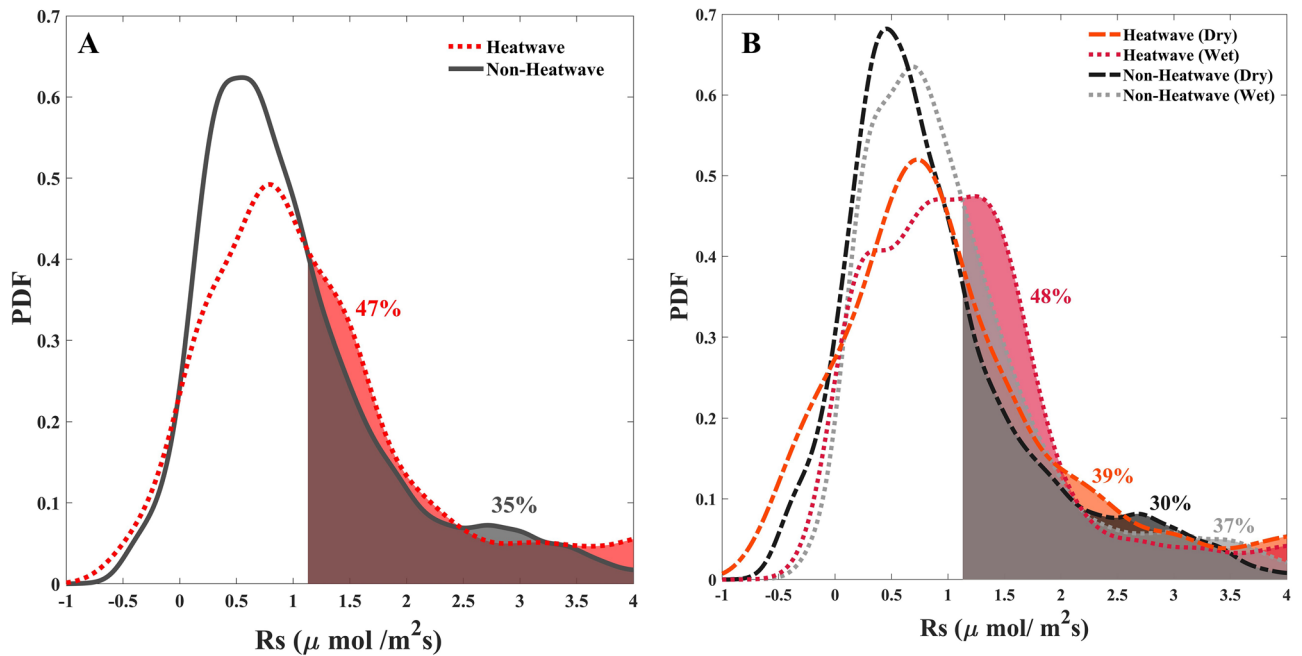 A
Heatwave
Non-Heatwave
0.7
0.6
0.5
0.4
0.3
0.2
0.1
0
PDF
47%
35%
-1 -0.5 0 0.5 1 1.5 2 2.5 3 3.5 4
Rs (μ mol /m²s)
B
Heatwave (Dry)
Heatwave (Wet)
Non-Heatwave (Dry)
Non-Heatwave (Wet)
0.7
0.6
0.5
0.4
0.3
0.2
0.1
0
PDF
48%
39%
30%
37%
-1 -0.5 0 0.5 1 1.5 2 2.5 3 3.5 4
Rs (μ mol/ m²s)